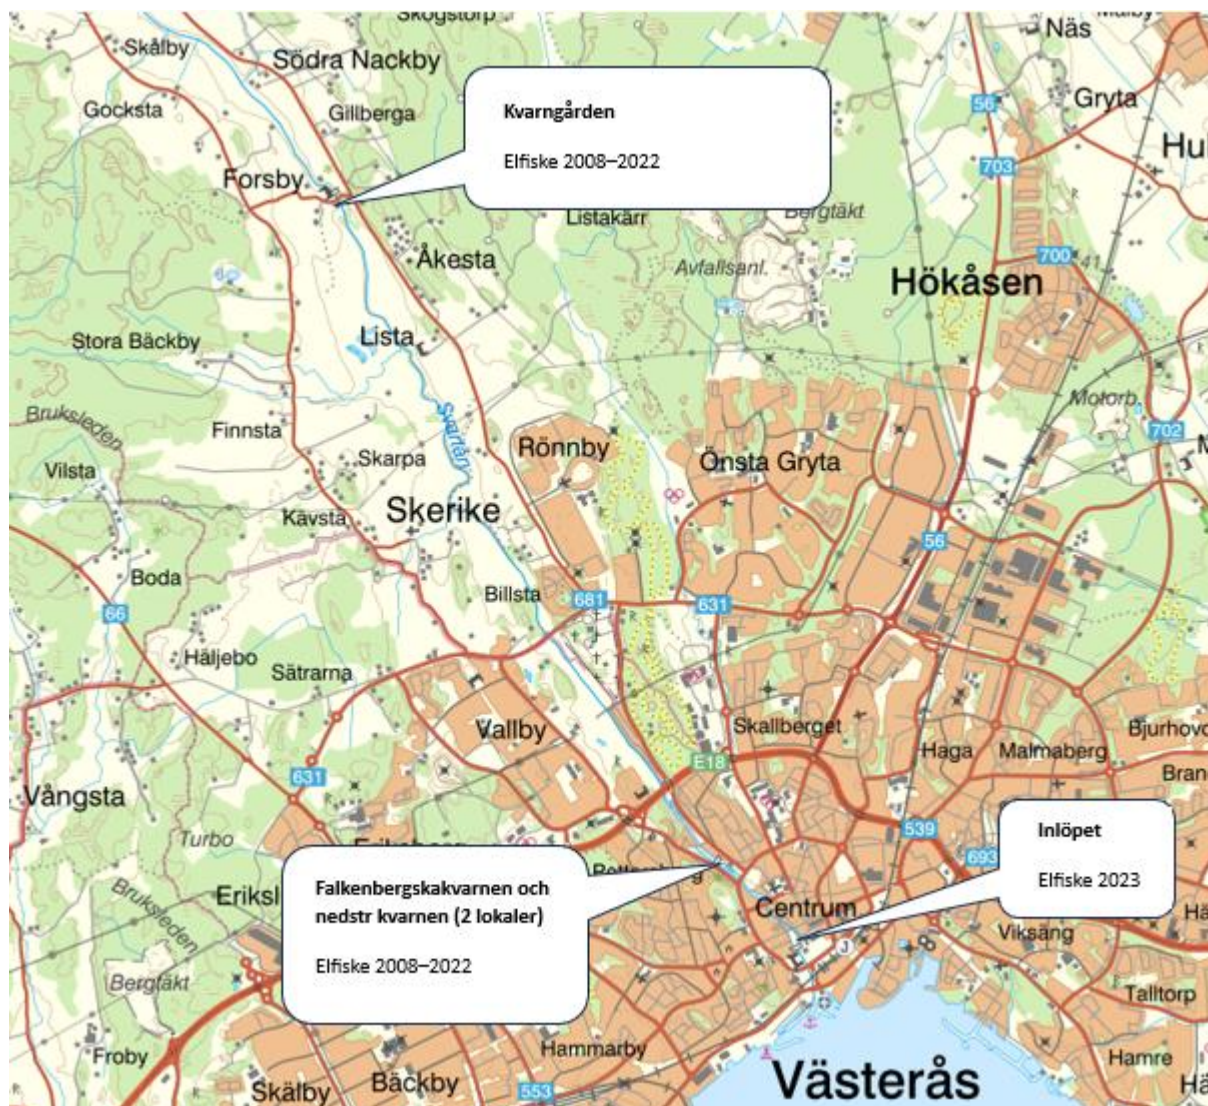 Skålby
Skogstorp
Näs
Södra Nackby
Gocksta
Gillberga
Kvarngården
Elfiske 2008–2022
56
Gryta
703
Forsby
Listakärr
Bergtäkt
Åkesta
Avfallsanl.
Hökåsen
700
41
Stora Bäckby
Lista
Motorb.
Bruksleden
Finnsta
Svartån
Rönnby
702
Vilsta
Skarpa
Önsta Gryta
Kävsta
Skerike
56
Boda
Billsta
681
631
66
Häljebo
Sätrarna
Vallby
Skallberget
Haga
Malmaberg
E18
631
Vångsta
Turbo
539
693
Inlöpet
Elfiske 2023
Falkenbergskakvarnen och
nedstr kvarnen (2 lokaler)
Elfiske 2008–2022
Centrum
J
Viksäng
Bruksleden
Bergtäkt
Talltorp
Froby
Hammarby
Hamre
Skälby
Bäckby
553
Västerås